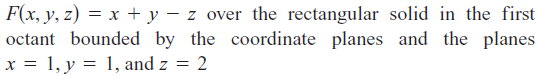 F(x, y, z) = x + y − z over the rectangular solid in the first
octant bounded by the coordinate planes and the planes
x = 1, y = 1, and z = 2